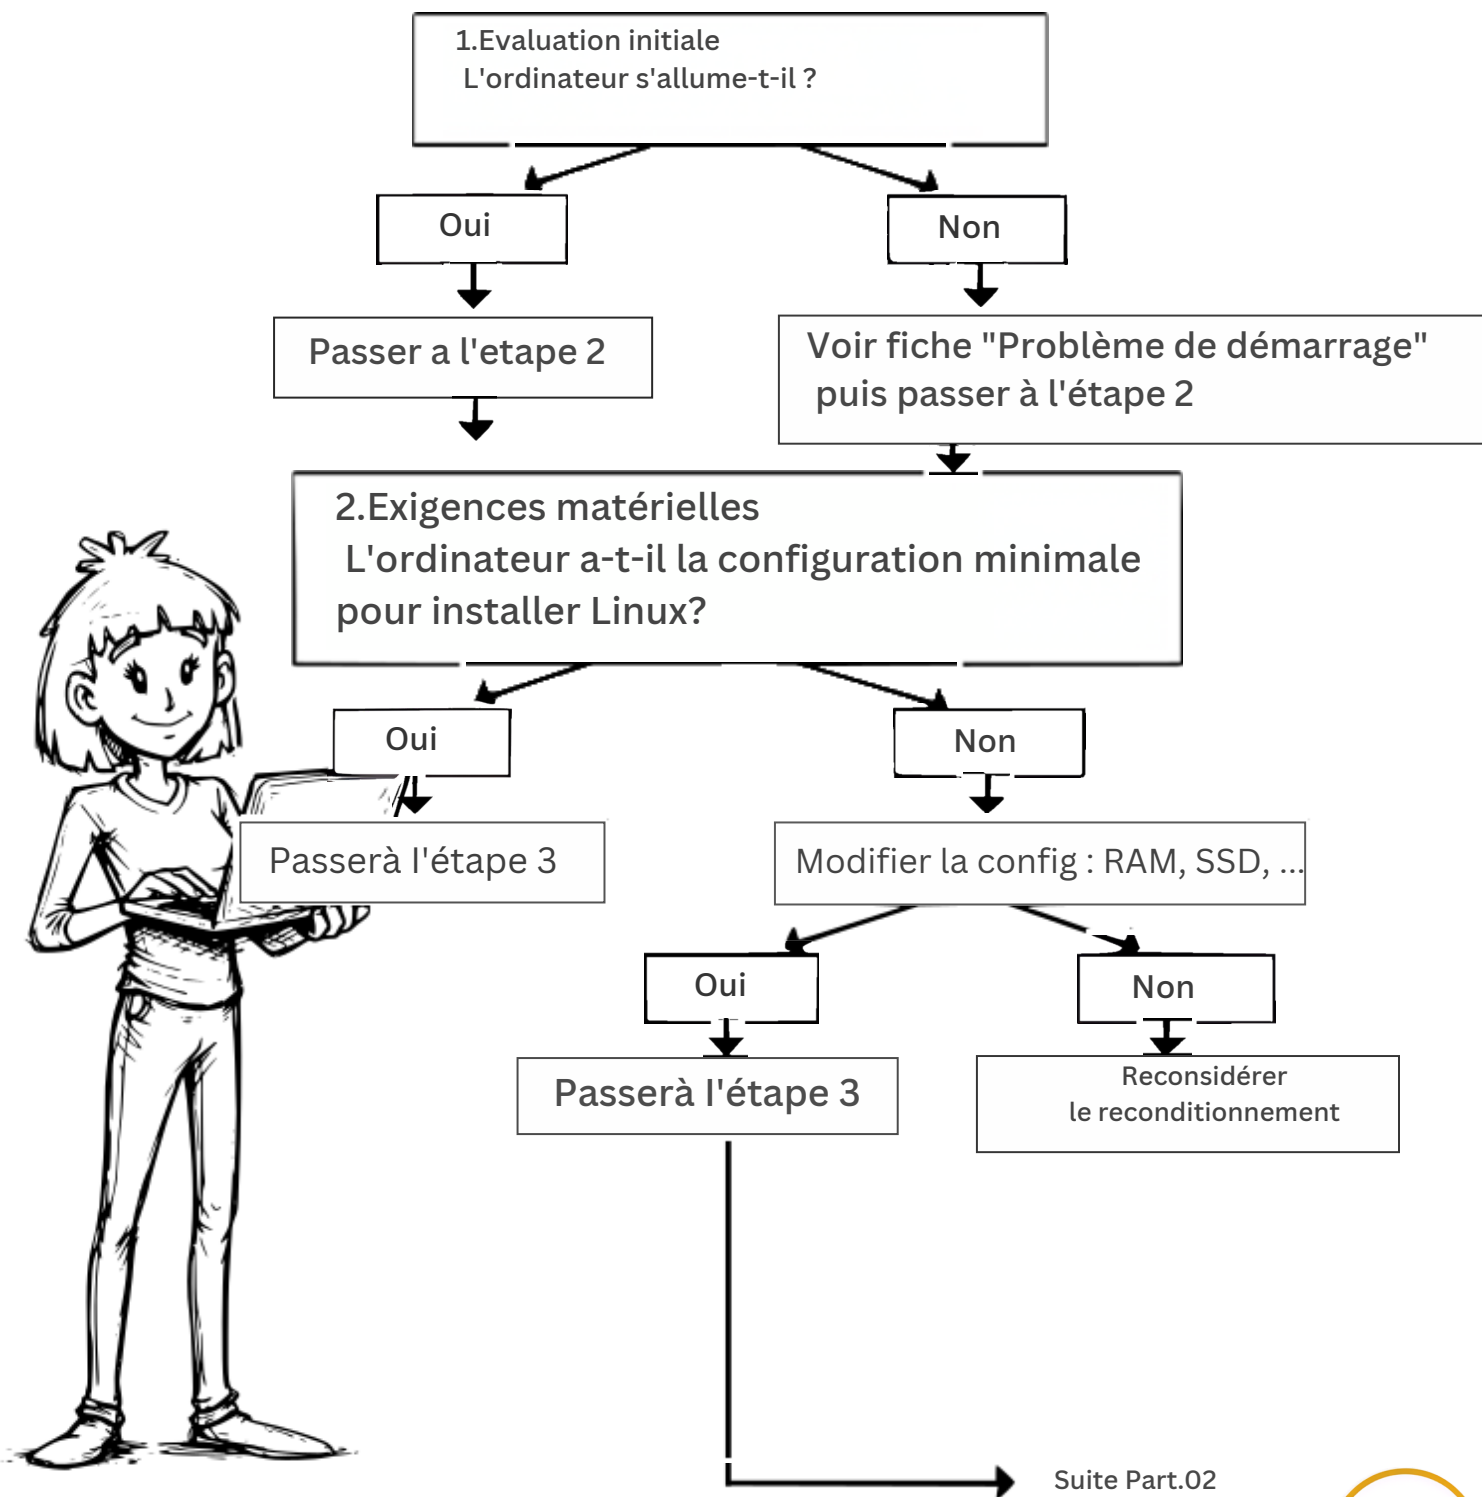 1.Evaluation initiale
L'ordinateur s'allume-t-il ?
Oui
Non
Passer a l'etape 2
Voir fiche "Problème de démarrage"
puis passer à l'étape 2
2.Exigences matérielles
L'ordinateur a-t-il la configuration minimale
pour installer Linux?
Oui
Non
Passerà l'étape 3
Modifier la config : RAM, SSD, ...
Oui
Non
Passerà l'étape 3
Reconsidérer
le reconditionnement
Suite Part.02